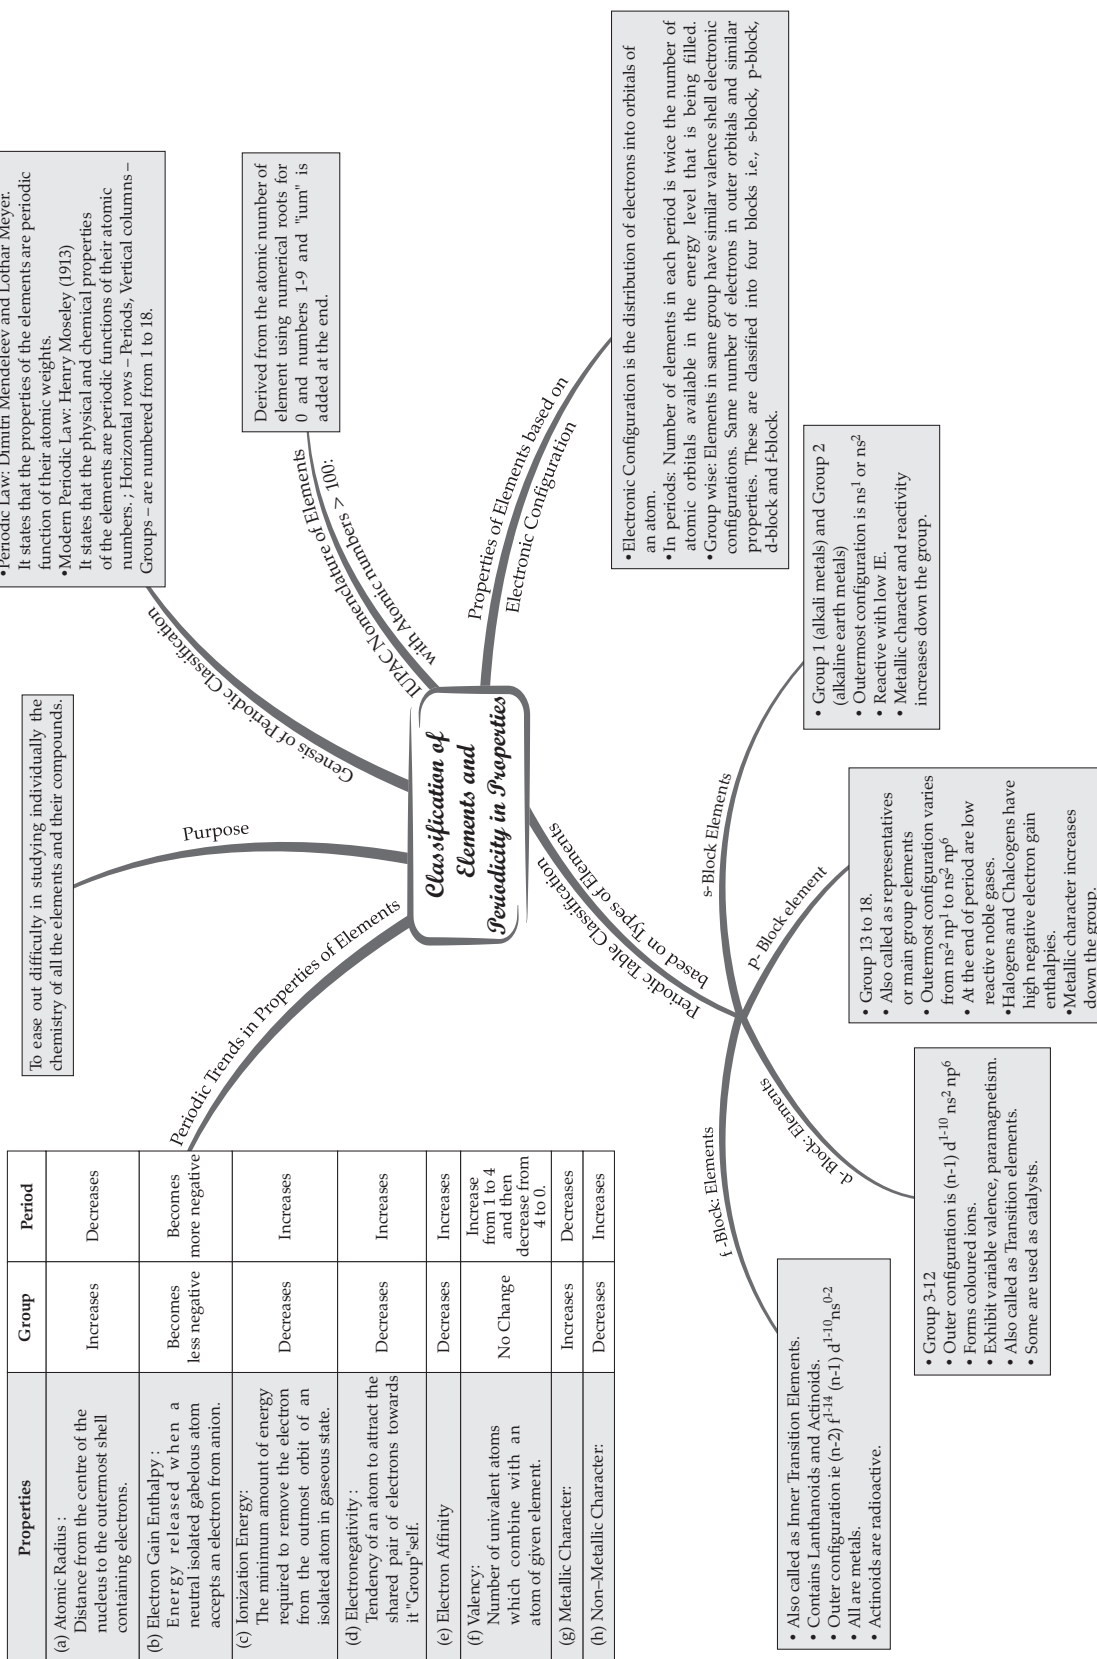 Classification of
Elements and
Periodicity in Properties
Purpose
To ease out difficulty in studying individually the
chemistry of all the elements and their compounds.
Genesis of Periodic Classification
•Periodic Law: Dimitri Mendeleev and Lothar Meyer.
It states that the properties of the elements are periodic
function of their atomic weights.
•Modern Periodic Law: Henry Moseley (1913)
It states that the physical and chemical properties
of the elements are periodic functions of their atomic
numbers. ; Horizontal rows – Periods, Vertical columns –
Groups – are numbered from 1 to 18.
IUPAC Nomenclature of Elements
with Atomic numbers > 100:
Derived from the atomic number of
element using numerical roots for
0 and numbers 1-9 and "ium" is
added at the end.
Properties of Elements based on
Electronic Configuration
•Electronic Configuration is the distribution of electrons into orbitals of
an atom.
•In periods: Number of elements in each period is twice the number of
atomic orbitals available in the energy level that is being filled.
•Group wise: Elements in same group have similar valence shell electronic
configurations. Same number of electrons in outer orbitals and similar
properties. These are classified into four blocks i.e., s-block, p-block,
d-block and f-block.
Periodic Table Classification
based on Types of Elements
s-Block Elements
• Group 1 (alkali metals) and Group 2
(alkaline earth metals)
• Outermost configuration is ns¹ or ns²
• Reactive with low IE.
• Metallic character and reactivity
increases down the group.
p- Block element
• Group 13 to 18.
• Also called as representatives
or main group elements
• Outermost configuration varies
from ns² np¹ to ns² np⁶
• At the end of period are low
reactive noble gases.
•Halogens and Chalcogens have
high negative electron gain
enthalpies.
•Metallic character increases
down the group.
d- Block: Elements
• Group 3-12
• Outer configuration is (n-1) d¹⁻¹⁰ ns² np⁶
• Forms coloured ions.
• Exhibit variable valence, paramagnetism.
• Also called as Transition elements.
• Some are used as catalysts.
f -Block: Elements
• Also called as Inner Transition Elements.
• Contains Lanthanoids and Actinoids.
• Outer configuration ie (n-2) f¹⁻¹⁴ (n-1) d¹⁻¹⁰ns⁰⁻²
• All are metals.
• Actinoids are radioactive.
Periodic Trends in Properties of Elements
Properties Group Period
(a) Atomic Radius :
Distance from the centre of the
nucleus to the outermost shell
containing electrons.
Increases
Decreases
(b) Electron Gain Enthalpy :
Energy released when a
neutral isolated gabelous atom
accepts an electron from anion.
Becomes
less negative
Becomes
more negative
(c) Ionization Energy:
The minimum amount of energy
required to remove the electron
from the outmost orbit of an
isolated atom in gaseous state.
Decreases
Increases
(d) Electronegativity :
Tendency of an atom to attract the
shared pair of electrons towards
it "Group"self.
Decreases
Increases
(e) Electron Affinity
Decreases
Increases
(f) Valency:
Number of univalent atoms
which combine with an
atom of given element.
No Change
Increase
from 1 to 4
and then
decrease from
4 to 0.
(g) Metallic Character:
Increases
Decreases
(h) Non–Metallic Character:
Decreases
Increases